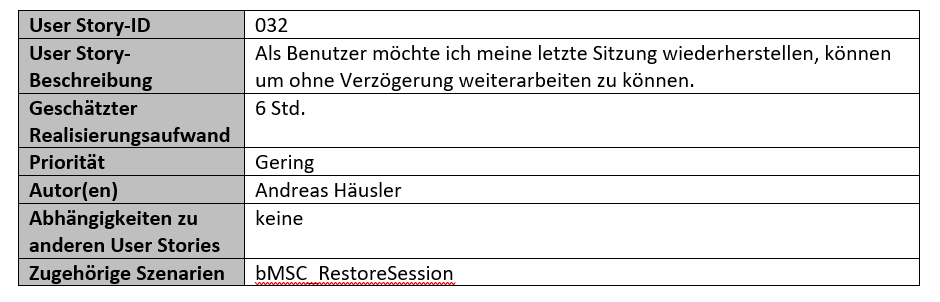 User Story-ID 032
User Story- Als Benutzer möchte ich meine letzte Sitzung wiederherstellen, können
Beschreibung um ohne Verzögerung weiterarbeiten zu können.
Geschätzter 6 Std.
Realisierungsaufwand
Priorität Gering
Autor(en) Andreas Häusler
Abhängigkeiten zu keine
anderen User Stories
Zugehörige Szenarien bMSC_RestoreSession